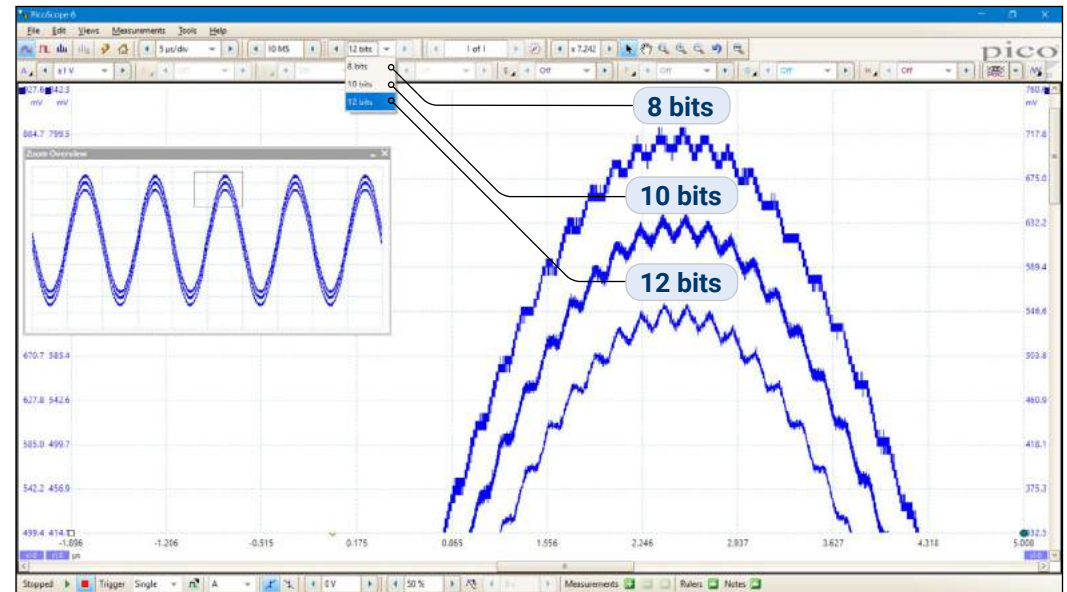 PicoScope 6
File Edit Views Measurements Tools Help
5 µs/div 10 MS 12 bits 1 of 1 x 7.242
pico
A ±1 V Off Off Off Off
8 bits
10 bits
12 bits
8 bits
10 bits
12 bits
Zoom Overview
mV mV mV
884.7 799.5 717.8
675.0
632.2
589.4
546.6
670.7 585.4 503.8
627.8 542.6 460.9
585.0 499.7 418.1
542.2 456.9 375.3
-1.896 -1.206 -0.515 0.175 0.865 1.556 2.246 2.937 3.627 4.318 5.000
µs
Stopped Trigger Single A 0 V 50 % Measurements Rulers Notes